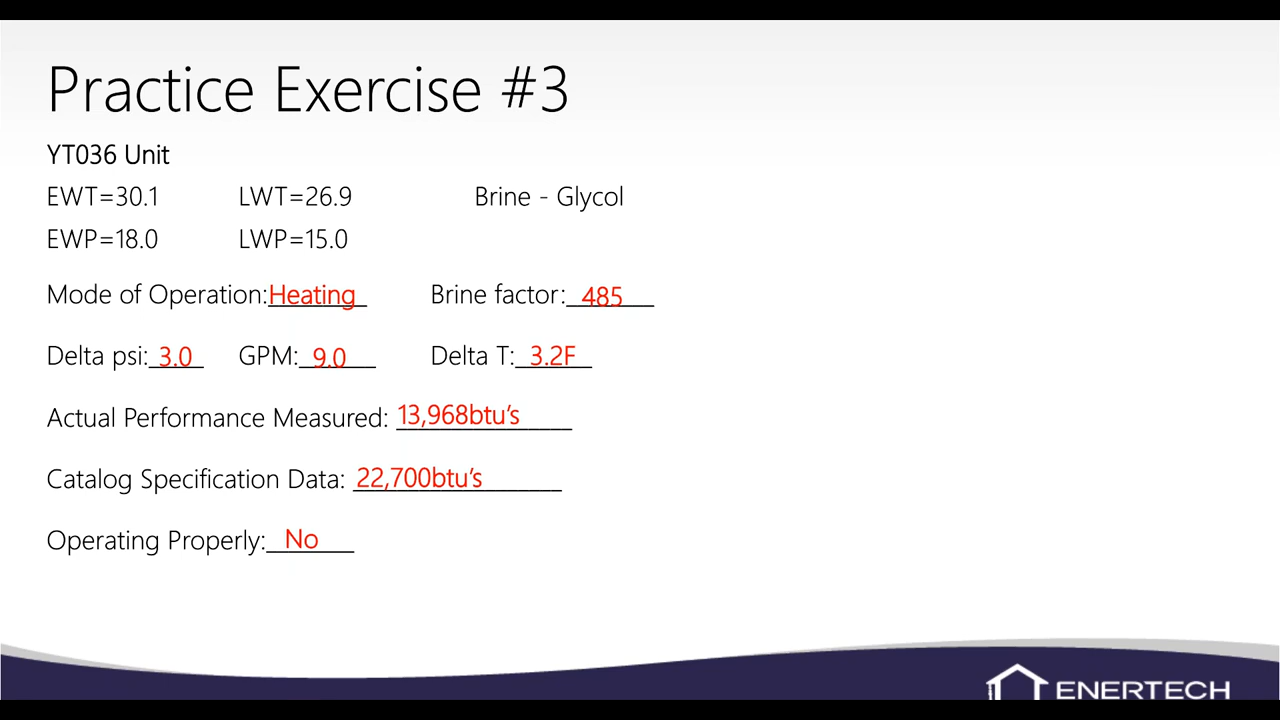 Practice Exercise #3
YT036 Unit
EWT=30.1 LWT=26.9 Brine - Glycol
EWP=18.0 LWP=15.0
Mode of Operation: Heating Brine factor: 485
Delta psi: 3.0 GPM: 9.0 Delta T: 3.2F
Actual Performance Measured: 13,968btu's
Catalog Specification Data: 22,700btu's
Operating Properly: No
ENERTECH